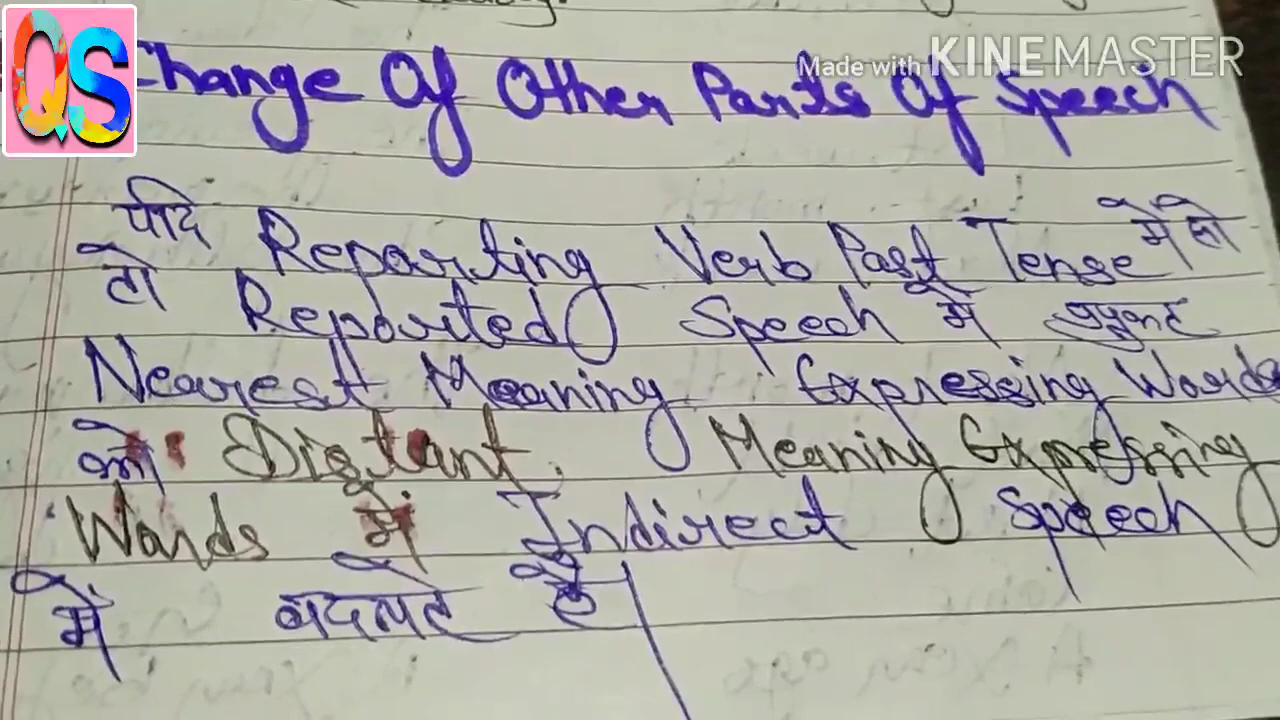 QS
Made with KINEMASTER
Change Of Other Parts Of Speech
यदि Reporting Verb Past Tense में हो
तो Reported Speech में प्रयुक्त
Nearest Meaning Expressing Words
को Distant Meaning Expressing
Words में Indirect Speech
में बदलते है।